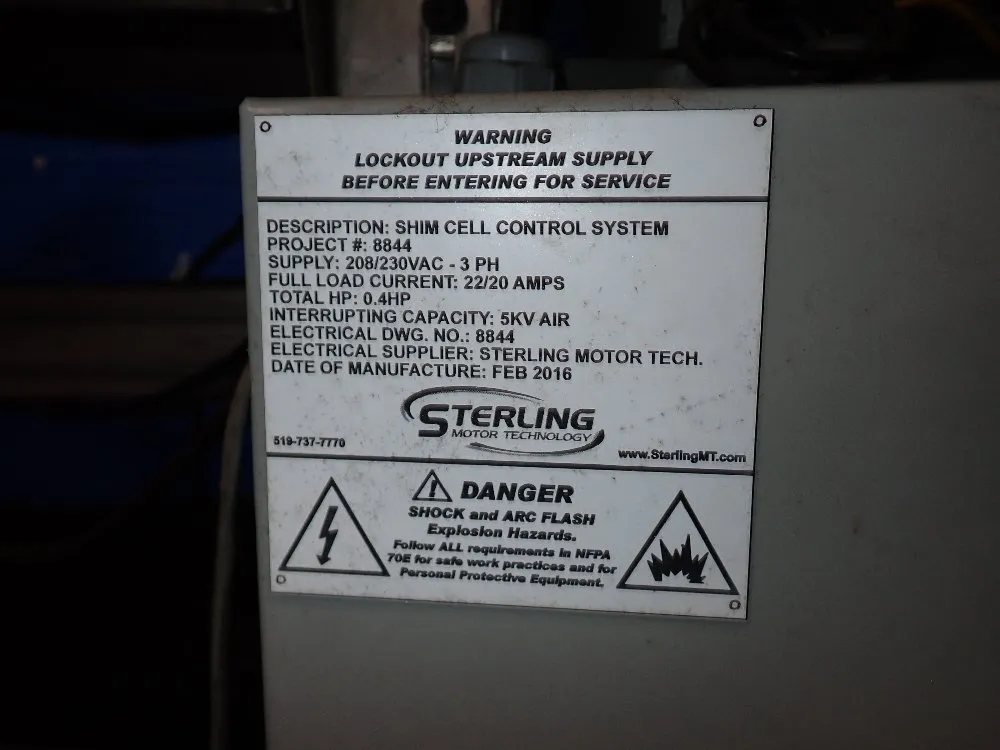 WARNING
LOCKOUT UPSTREAM SUPPLY
BEFORE ENTERING FOR SERVICE
DESCRIPTION: SHIM CELL CONTROL SYSTEM
PROJECT #: 8844
SUPPLY: 208/230VAC - 3 PH
FULL LOAD CURRENT: 22/20 AMPS
TOTAL HP: 0.4HP
INTERRUPTING CAPACITY: 5KV AIR
ELECTRICAL DWG. NO.: 8844
ELECTRICAL SUPPLIER: STERLING MOTOR TECH.
DATE OF MANUFACTURE: FEB 2016
STERLING
MOTOR TECHNOLOGY
519-737-7770
www.SterlingMT.com
DANGER
SHOCK and ARC FLASH
Explosion Hazards.
Follow ALL requirements in NFPA
70E for safe work practices and for
Personal Protective Equipment.